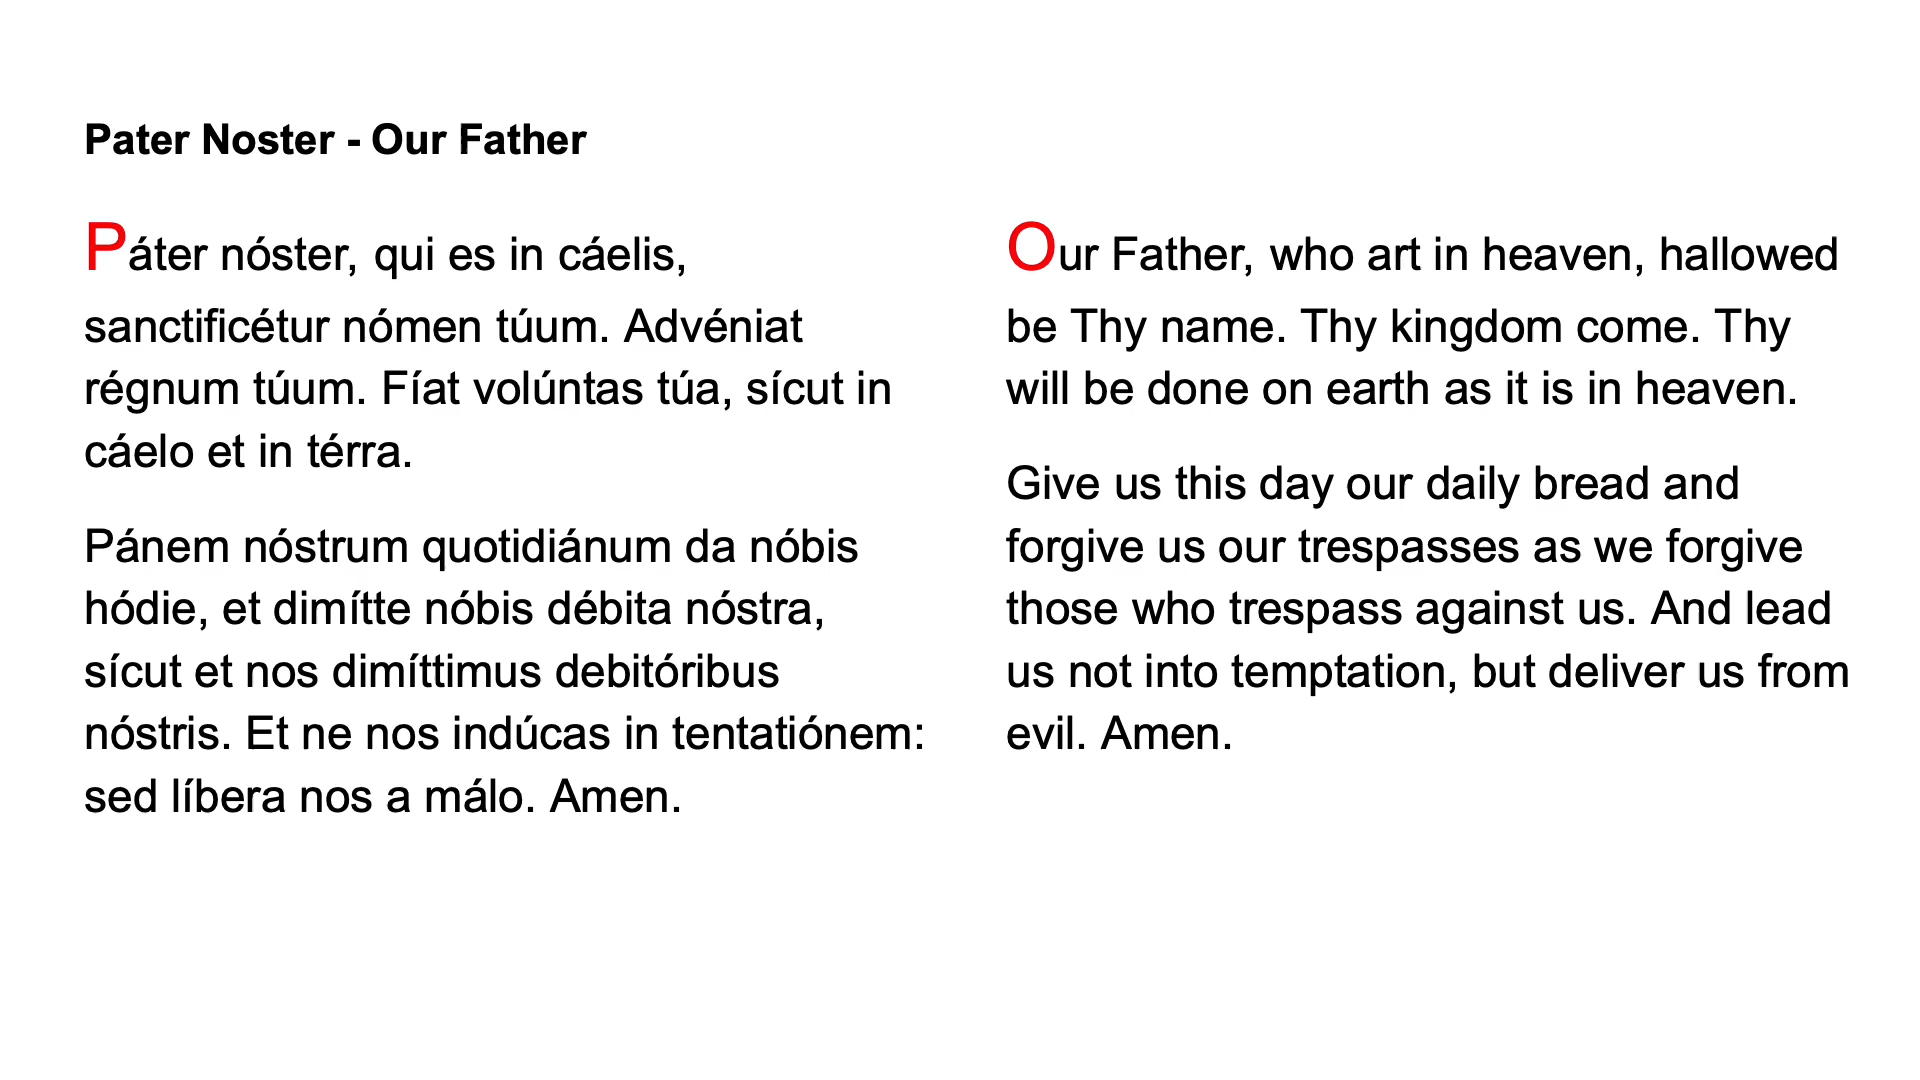 Pater Noster - Our Father
Páter nóster, qui es in cáelis,
sanctificétur nómen túum. Advéniat
régnum túum. Fíat volúntas túa, sícut in
cáelo et in térra.
Pánem nóstrum quotidiánum da nóbis
hódie, et dimítte nóbis débita nóstra,
sícut et nos dimíttimus debitóribus
nóstris. Et ne nos indúcas in tentatiónem:
sed líbera nos a málo. Amen.
Our Father, who art in heaven, hallowed
be Thy name. Thy kingdom come. Thy
will be done on earth as it is in heaven.
Give us this day our daily bread and
forgive us our trespasses as we forgive
those who trespass against us. And lead
us not into temptation, but deliver us from
evil. Amen.